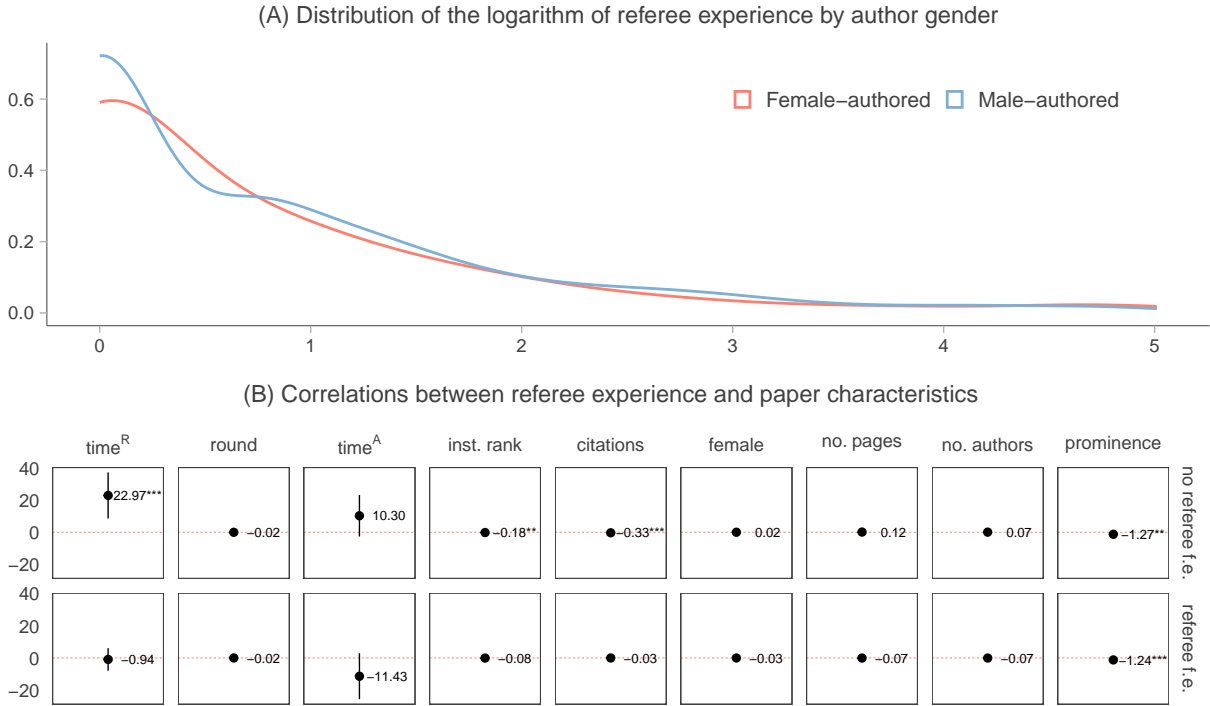 (A) Distribution of the logarithm of referee experience by author gender
0.6
0.4
0.2
0.0
Female−authored
Male−authored
0 1 2 3 4 5
(B) Correlations between referee experience and paper characteristics
time^R round time^A inst. rank citations female no. pages no. authors prominence
40
20
0
−20
22.97*** −0.02 10.30 −0.18** −0.33*** 0.02 0.12 0.07 −1.27**
no referee f.e.
40
20
0
−20
−0.94 −0.02 −11.43 −0.08 −0.03 −0.03 −0.07 −0.07 −1.24***
referee f.e.